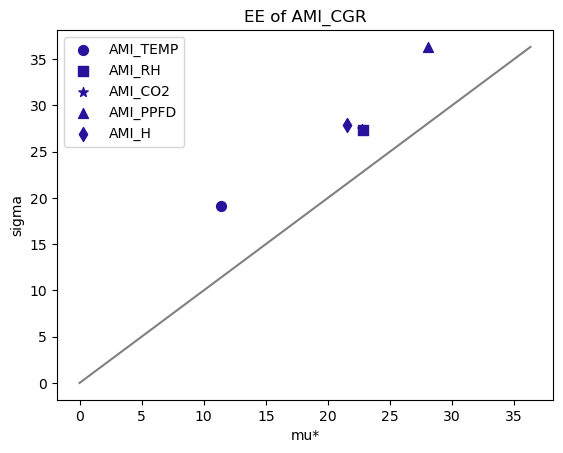 EE of AMI_CGR
AMI_TEMP
AMI_RH
AMI_CO2
AMI_PPFD
AMI_H
35
30
25
20
15
10
5
0
sigma
0 5 10 15 20 25 30 35
mu*